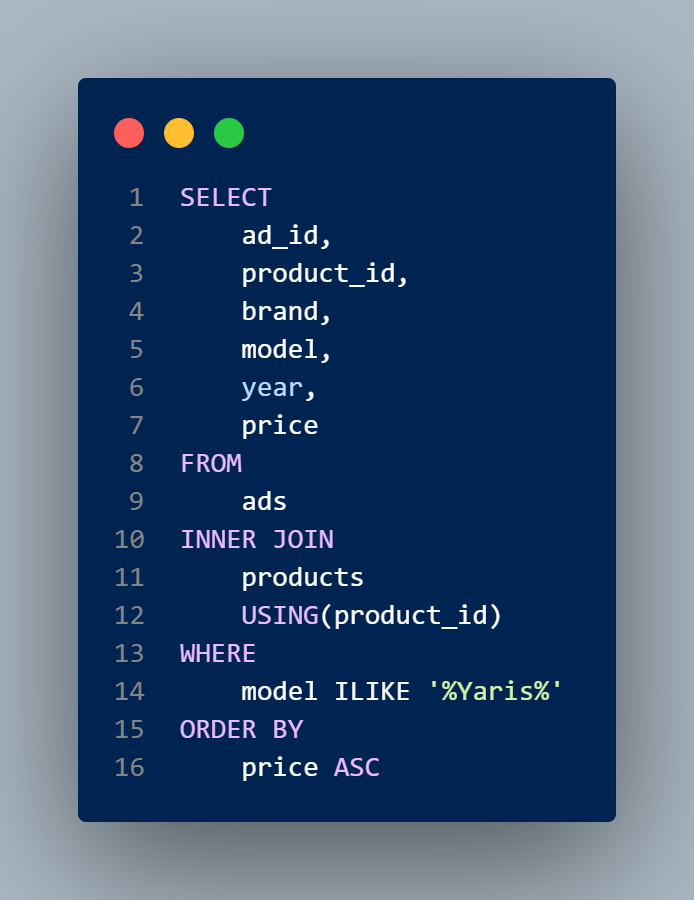 1 SELECT
2     ad_id,
3     product_id,
4     brand,
5     model,
6     year,
7     price
8 FROM
9     ads
10 INNER JOIN
11     products
12     USING(product_id)
13 WHERE
14     model ILIKE '%Yaris%'
15 ORDER BY
16     price ASC